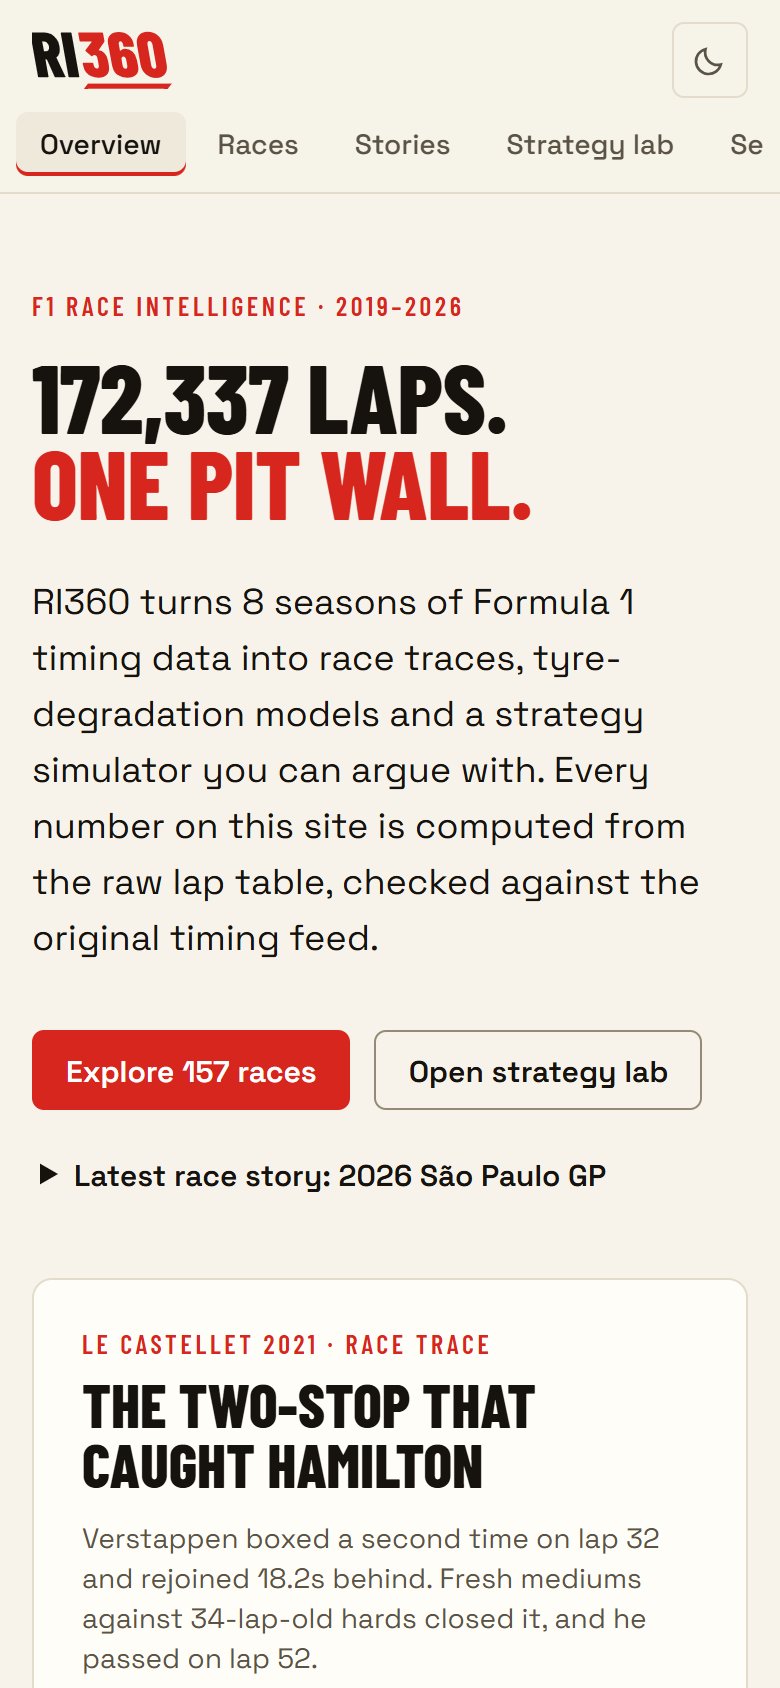 RI360
Overview Races Stories Strategy lab Se
F1 RACE INTELLIGENCE · 2019–2026
172,337 LAPS.
ONE PIT WALL.
RI360 turns 8 seasons of Formula 1
timing data into race traces, tyre-
degradation models and a strategy
simulator you can argue with. Every
number on this site is computed from
the raw lap table, checked against the
original timing feed.
Explore 157 races Open strategy lab
▶ Latest race story: 2026 São Paulo GP
LE CASTELLET 2021 · RACE TRACE
THE TWO-STOP THAT
CAUGHT HAMILTON
Verstappen boxed a second time on lap 32
and rejoined 18.2s behind. Fresh mediums
against 34-lap-old hards closed it, and he
passed on lap 52.